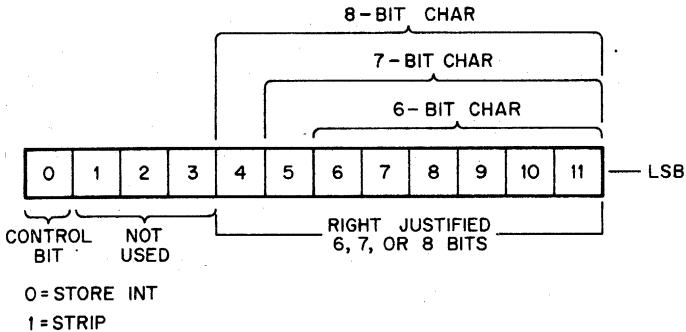 8-BIT CHAR
7-BIT CHAR
6-BIT CHAR
0 1 2 3 4 5 6 7 8 9 10 11 LSB
CONTROL BIT
NOT USED
RIGHT JUSTIFIED
6, 7, OR 8 BITS
0=STORE INT
1=STRIP